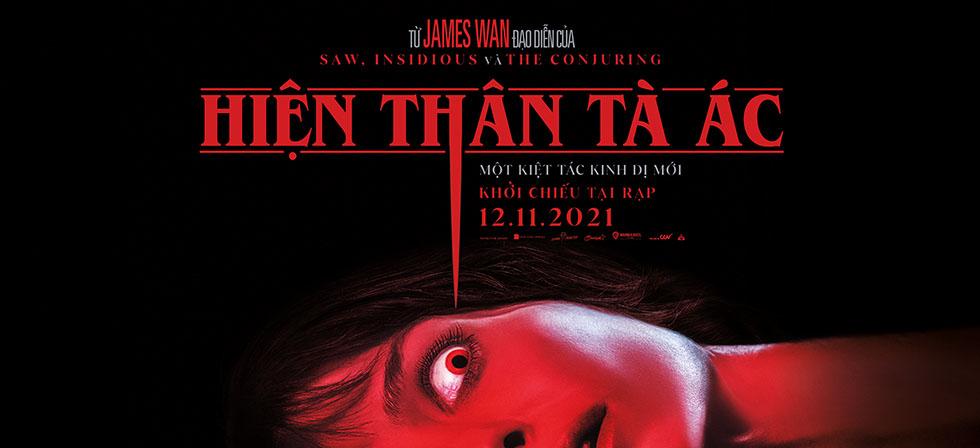 TỪ JAMES WAN ĐẠO DIỄN CỦA
SAW, INSIDIOUS VÀ THE CONJURING
HIỆN THÂN TÀ ÁC
MỘT KIỆT TÁC KINH DỊ MỚI
KHỞI CHIẾU TẠI RẠP
12.11.2021